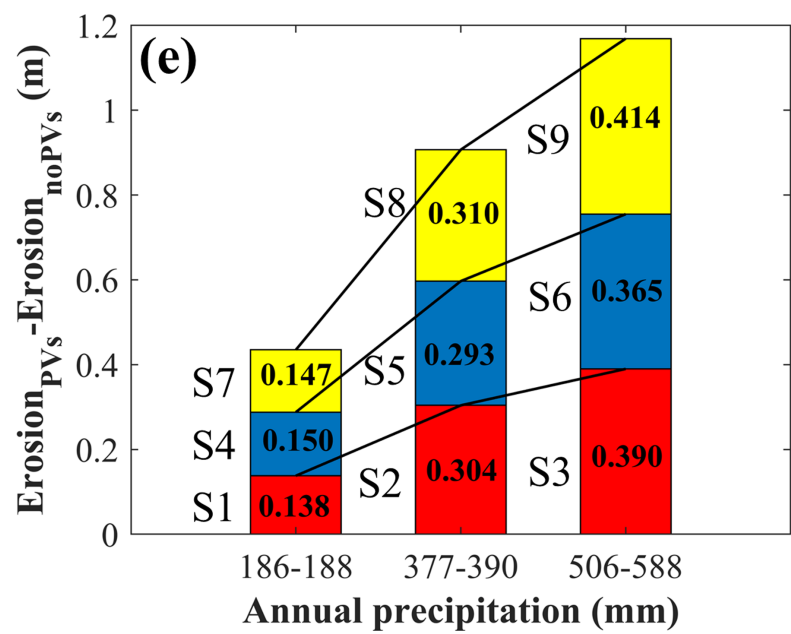 (e)
Erosion_PVs-Erosion_noPVs (m)
1.2
1
0.8
0.6
0.4
0.2
0
S7
0.147
S4
0.150
S1
0.138
S8
0.310
S5
0.293
S2
0.304
S9
0.414
S6
0.365
S3
0.390
186-188
377-390
506-588
Annual precipitation (mm)